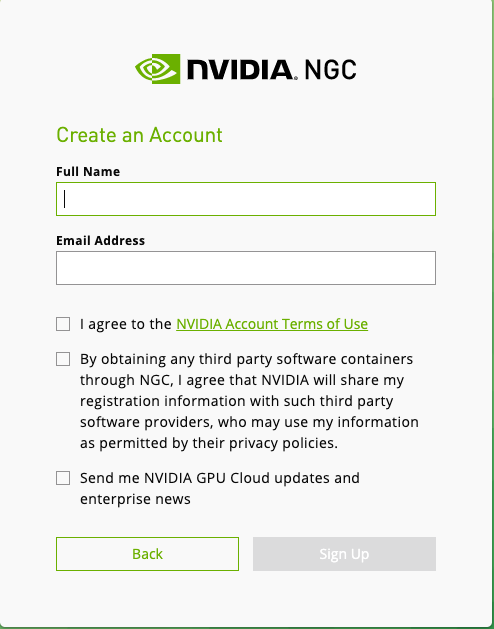 NVIDIA. NGC
Create an Account
Full Name
Email Address
I agree to the NVIDIA Account Terms of Use
By obtaining any third party software containers
through NGC, I agree that NVIDIA will share my
registration information with such third party
software providers, who may use my information
as permitted by their privacy policies.
Send me NVIDIA GPU Cloud updates and
enterprise news
Back
Sign Up